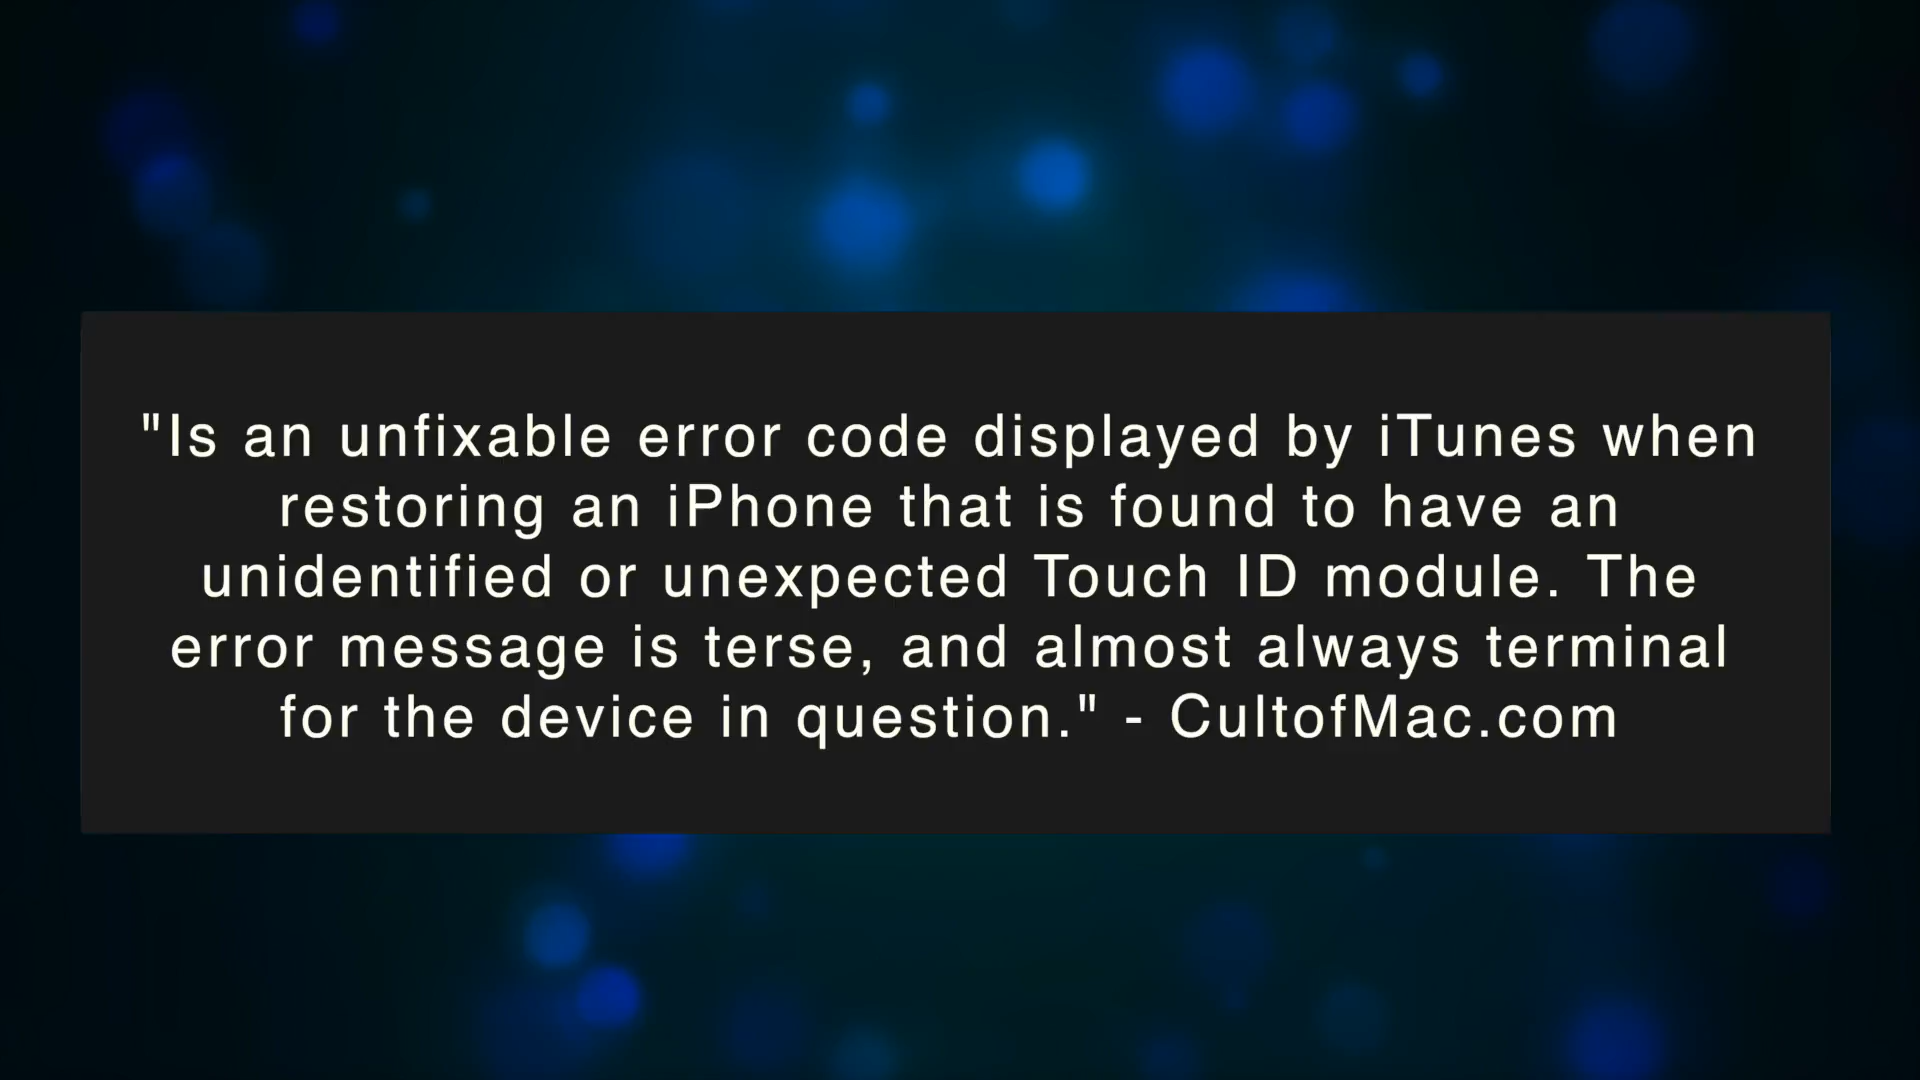 "Is an unfixable error code displayed by iTunes when
restoring an iPhone that is found to have an
unidentified or unexpected Touch ID module. The
error message is terse, and almost always terminal
for the device in question." - CultofMac.com